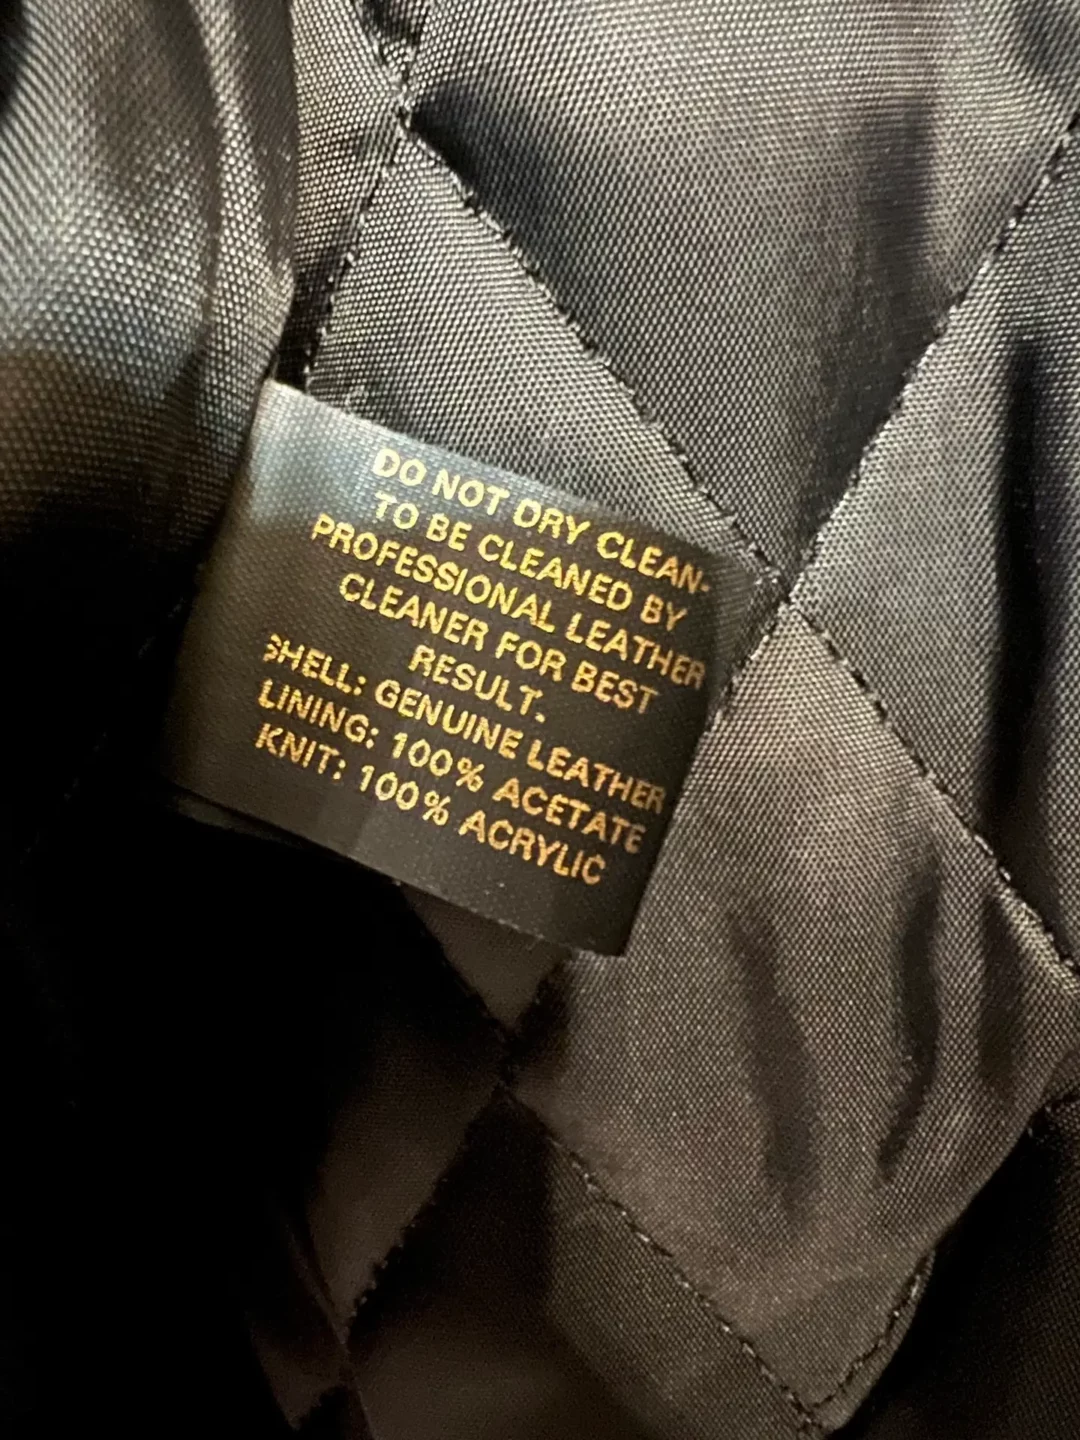 DO NOT DRY CLEAN-
TO BE CLEANED BY
PROFESSIONAL LEATHER
CLEANER FOR BEST
RESULT.
SHELL: GENUINE LEATHER
LINING: 100% ACETATE
KNIT: 100% ACRYLIC